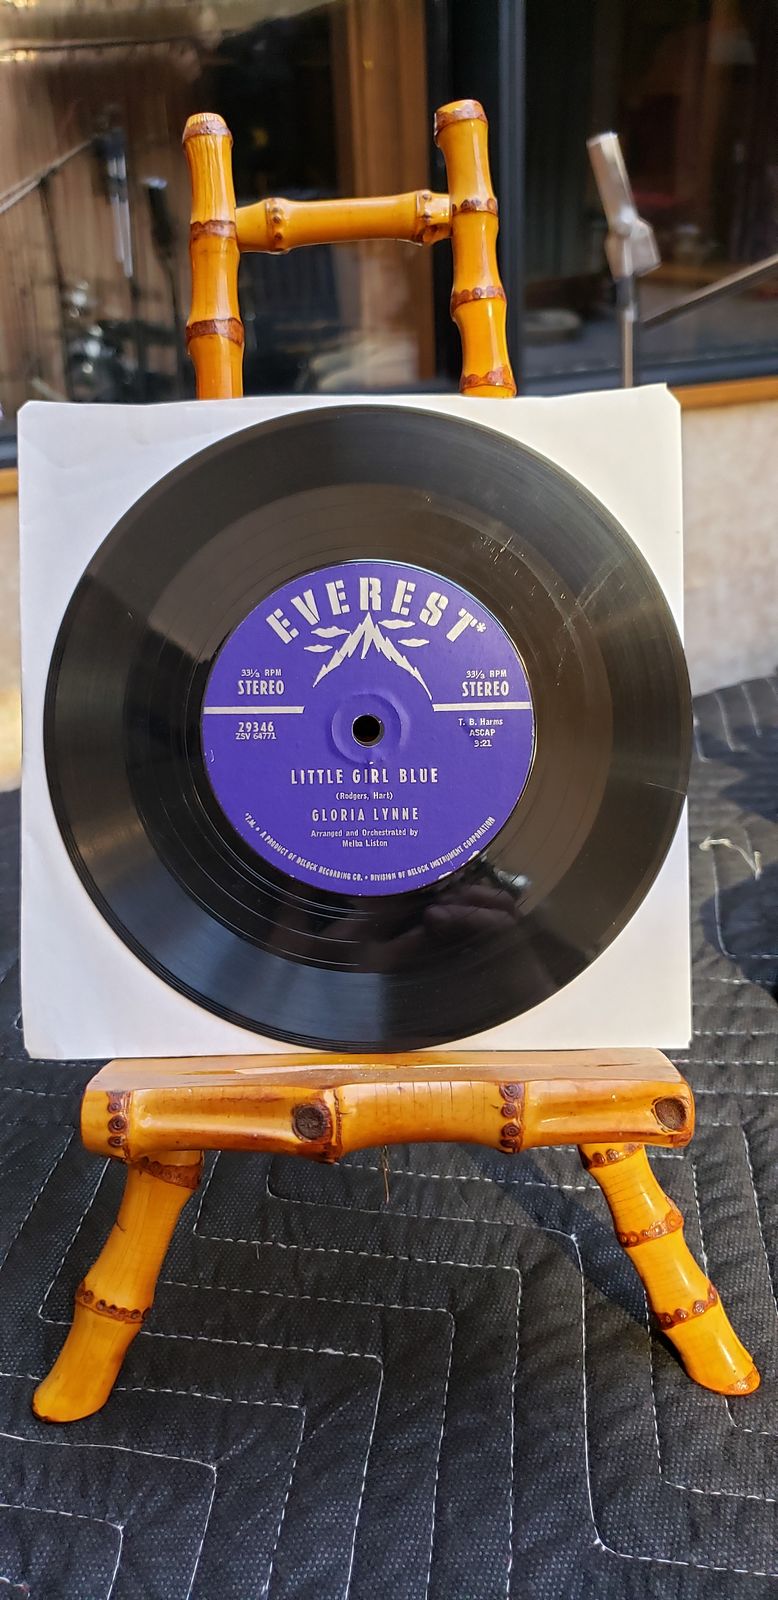 EVEREST*
33⅓ RPM
STEREO
33⅓ RPM
STEREO
29346
ZSV 64771
T. B. Harms
ASCAP
3:21
LITTLE GIRL BLUE
(Rodgers, Hart)
GLORIA LYNNE
Arranged and Orchestrated by
Melba Liston
*T.M. • A PRODUCT OF BELOCK RECORDING CO. • DIVISION OF BELOCK INSTRUMENT CORPORATION